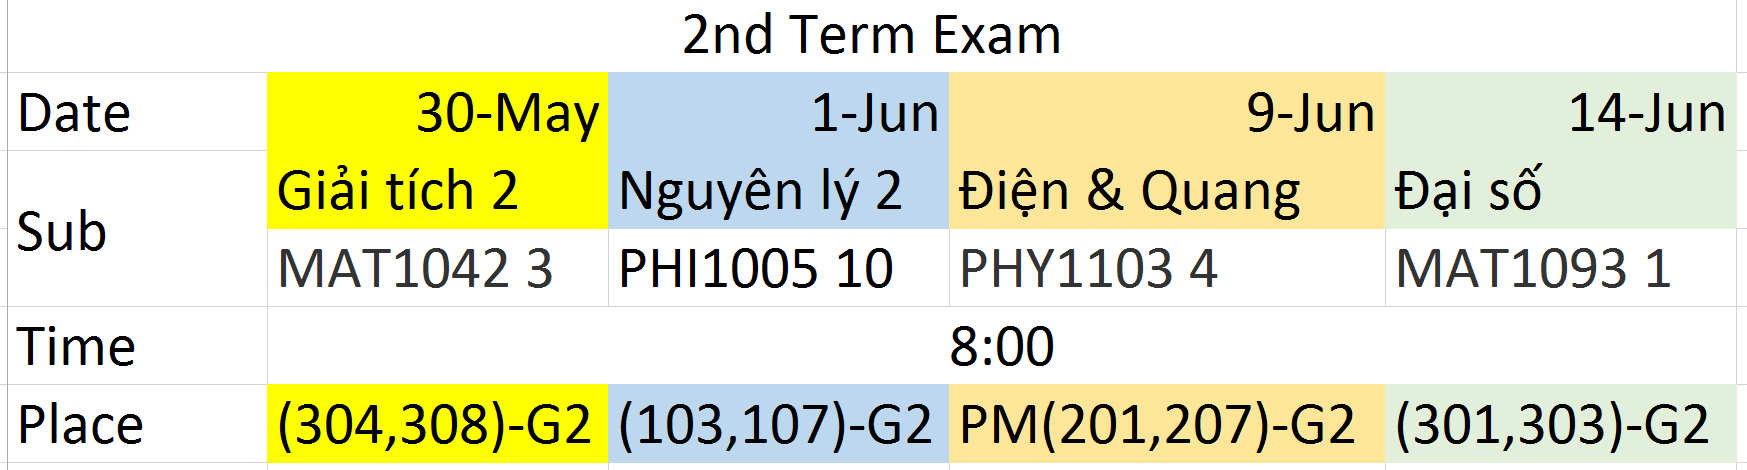 2nd Term Exam
Date 30-May 1-Jun 9-Jun 14-Jun
Sub Giải tích 2 Nguyên lý 2 Điện & Quang Đại số
MAT1042 3 PHI1005 10 PHY1103 4 MAT1093 1
Time 8:00
Place (304,308)-G2 (103,107)-G2 PM(201,207)-G2 (301,303)-G2